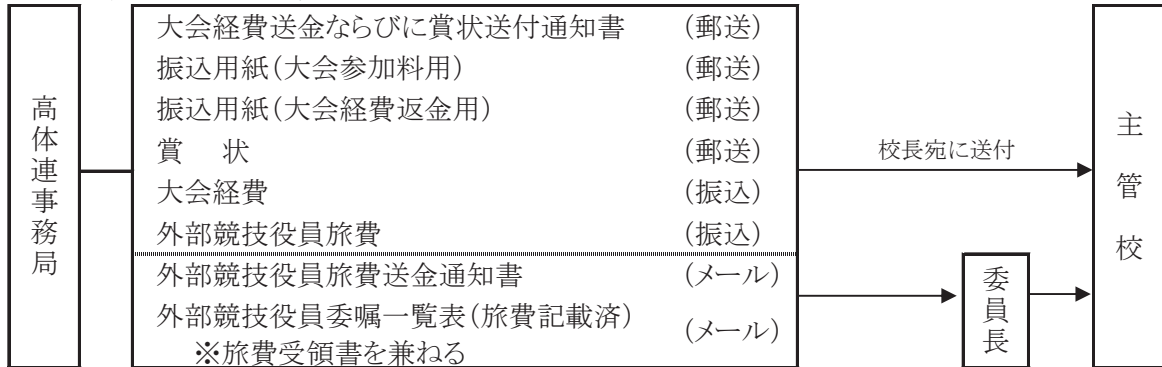 高体連事務局
大会経費送金ならびに賞状送付通知書 (郵送)
振込用紙(大会参加料用) (郵送)
振込用紙(大会経費返金用) (郵送)
賞 状 (郵送)
大会経費 (振込)
外部競技役員旅費 (振込)
外部競技役員旅費送金通知書 (メール)
外部競技役員委嘱一覧表(旅費記載済) (メール)
※旅費受領書を兼ねる
校長宛に送付
委員長
主管校